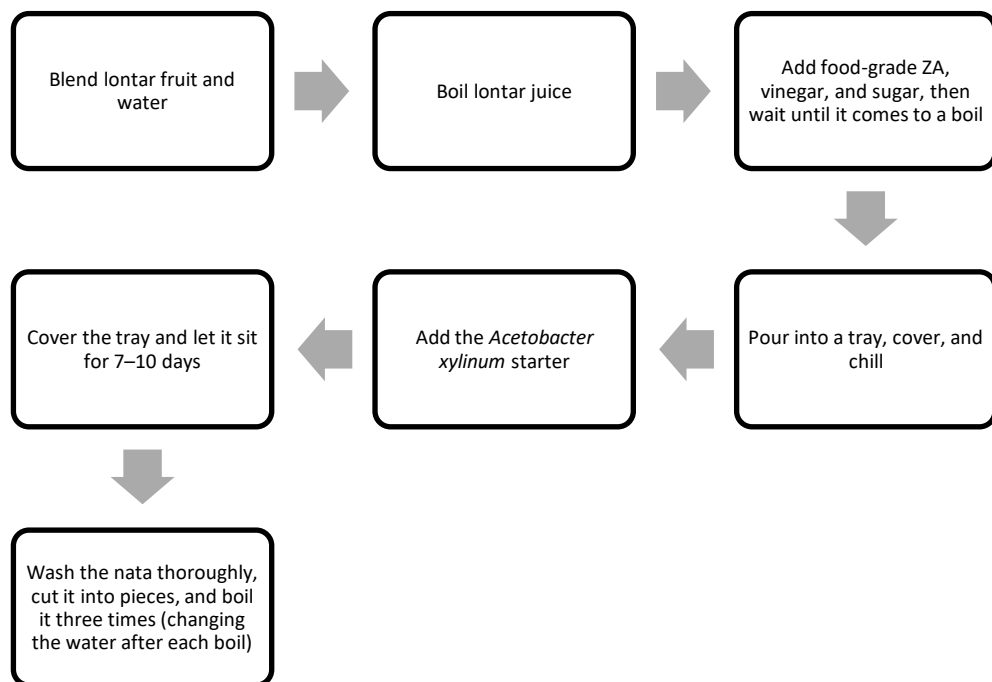 Blend lontar fruit and
water
Boil lontar juice
Add food-grade ZA,
vinegar, and sugar, then
wait until it comes to a boil
Pour into a tray, cover, and
chill
Add the Acetobacter
xylinum starter
Cover the tray and let it sit
for 7–10 days
Wash the nata thoroughly,
cut it into pieces, and boil
it three times (changing
the water after each boil)